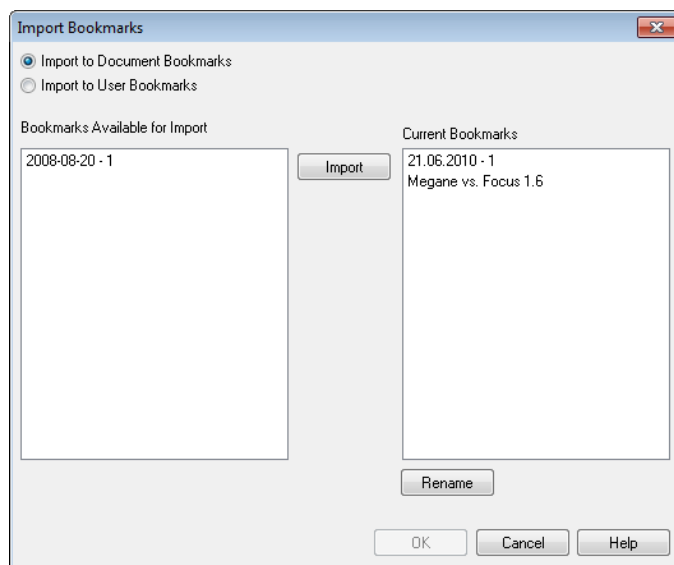 Import Bookmarks
Import to Document Bookmarks
Import to User Bookmarks
Bookmarks Available for Import
Current Bookmarks
2008-08-20 - 1
Import
21.06.2010 - 1
Megane vs. Focus 1.6
Rename
OK
Cancel
Help